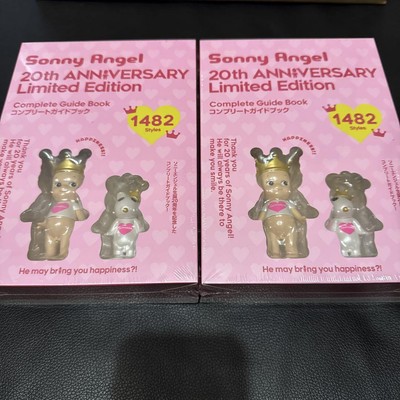 Sonny Angel
20th ANNIVERSARY
Limited Edition
Complete Guide Book
コンプリートガイドブック
1482
Styles
HAPPINESS!!
Thank you
for 20 years of Sonny Angel!
He will always be there to
make you smile.
He may bring you happiness?!
Sonny Angel
20th ANNIVERSARY
Limited Edition
Complete Guide Book
コンプリートガイドブック
1482
Styles
HAPPINESS!!
Thank you
for 20 years of Sonny Angel!
He will always be there to
make you smile.
He may bring you happiness?!